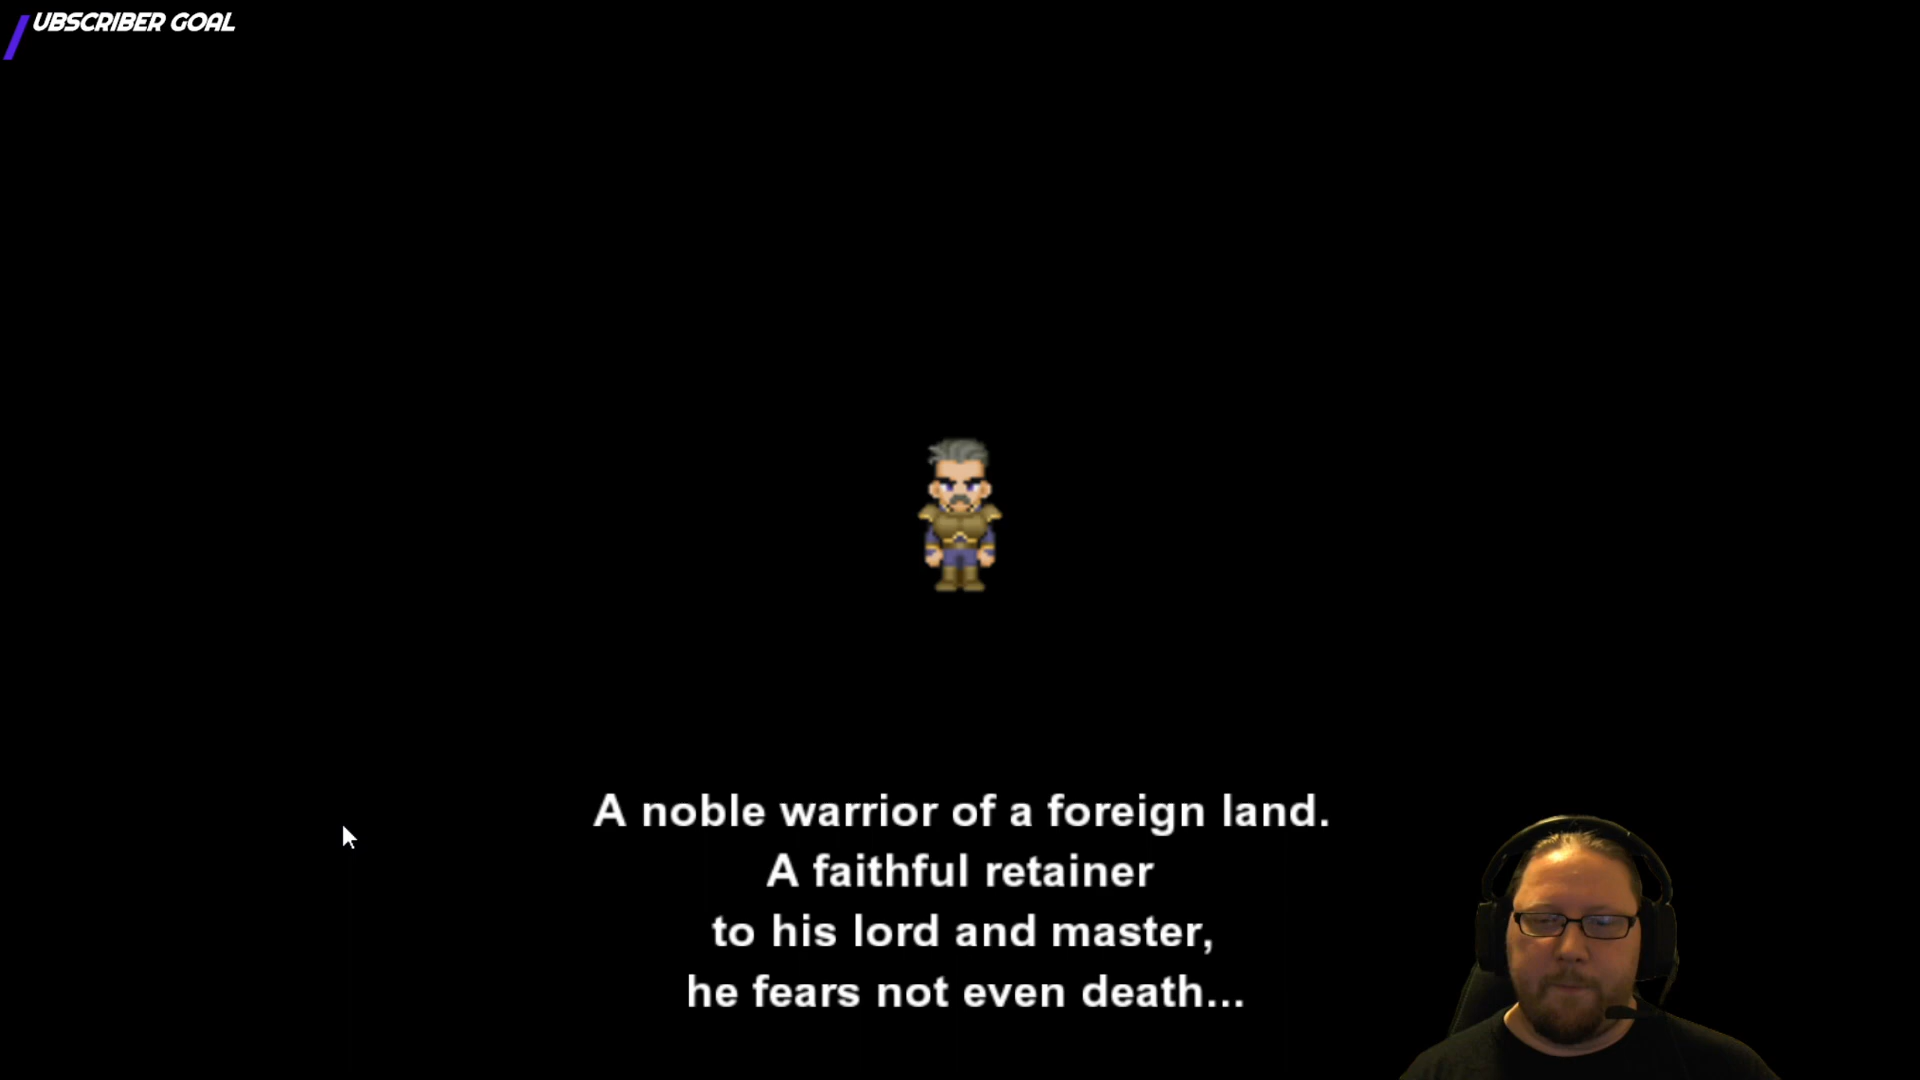 UBSCRIBER GOAL
A noble warrior of a foreign land.
A faithful retainer
to his lord and master,
he fears not even death...